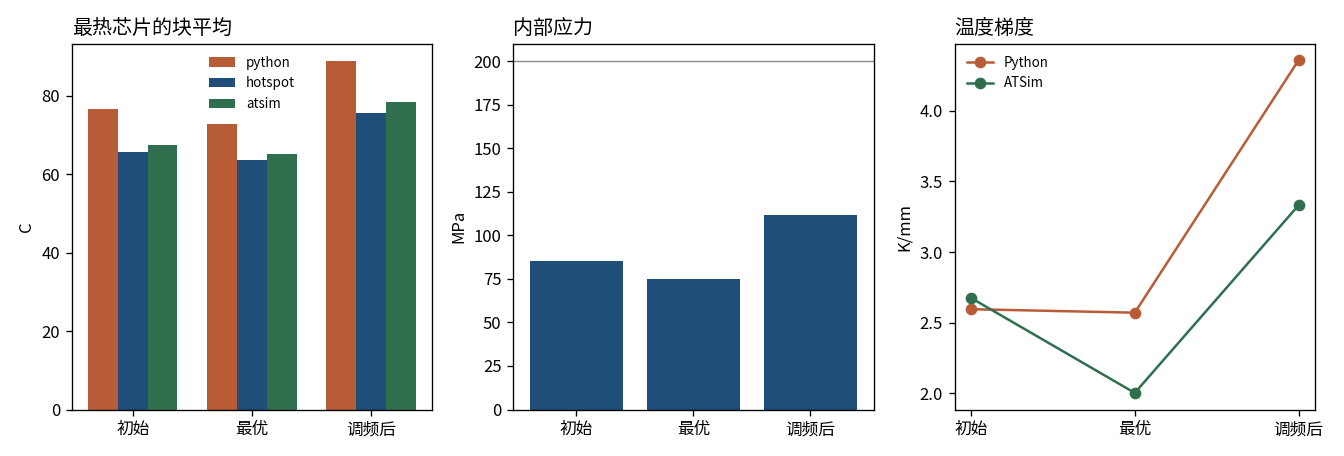 最热芯片的块平均
python
hotspot
atsim
80
60
40
20
0
C
初始
最优
调频后
内部应力
200
175
150
125
100
75
50
25
0
MPa
初始
最优
调频后
温度梯度
Python
ATSim
4.0
3.5
3.0
2.5
2.0
K/mm
初始
最优
调频后